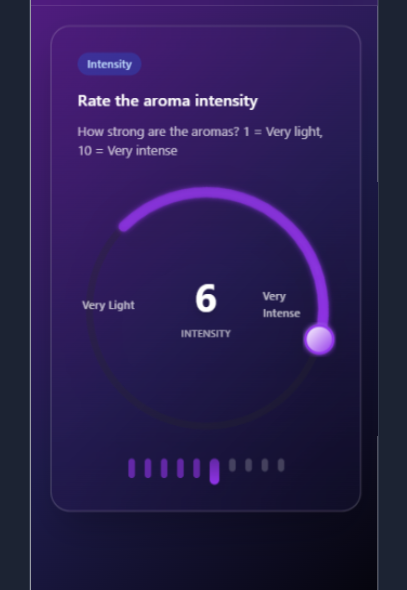 Intensity
Rate the aroma intensity
How strong are the aromas? 1 = Very light,
10 = Very intense
Very Light
6
INTENSITY
Very
Intense